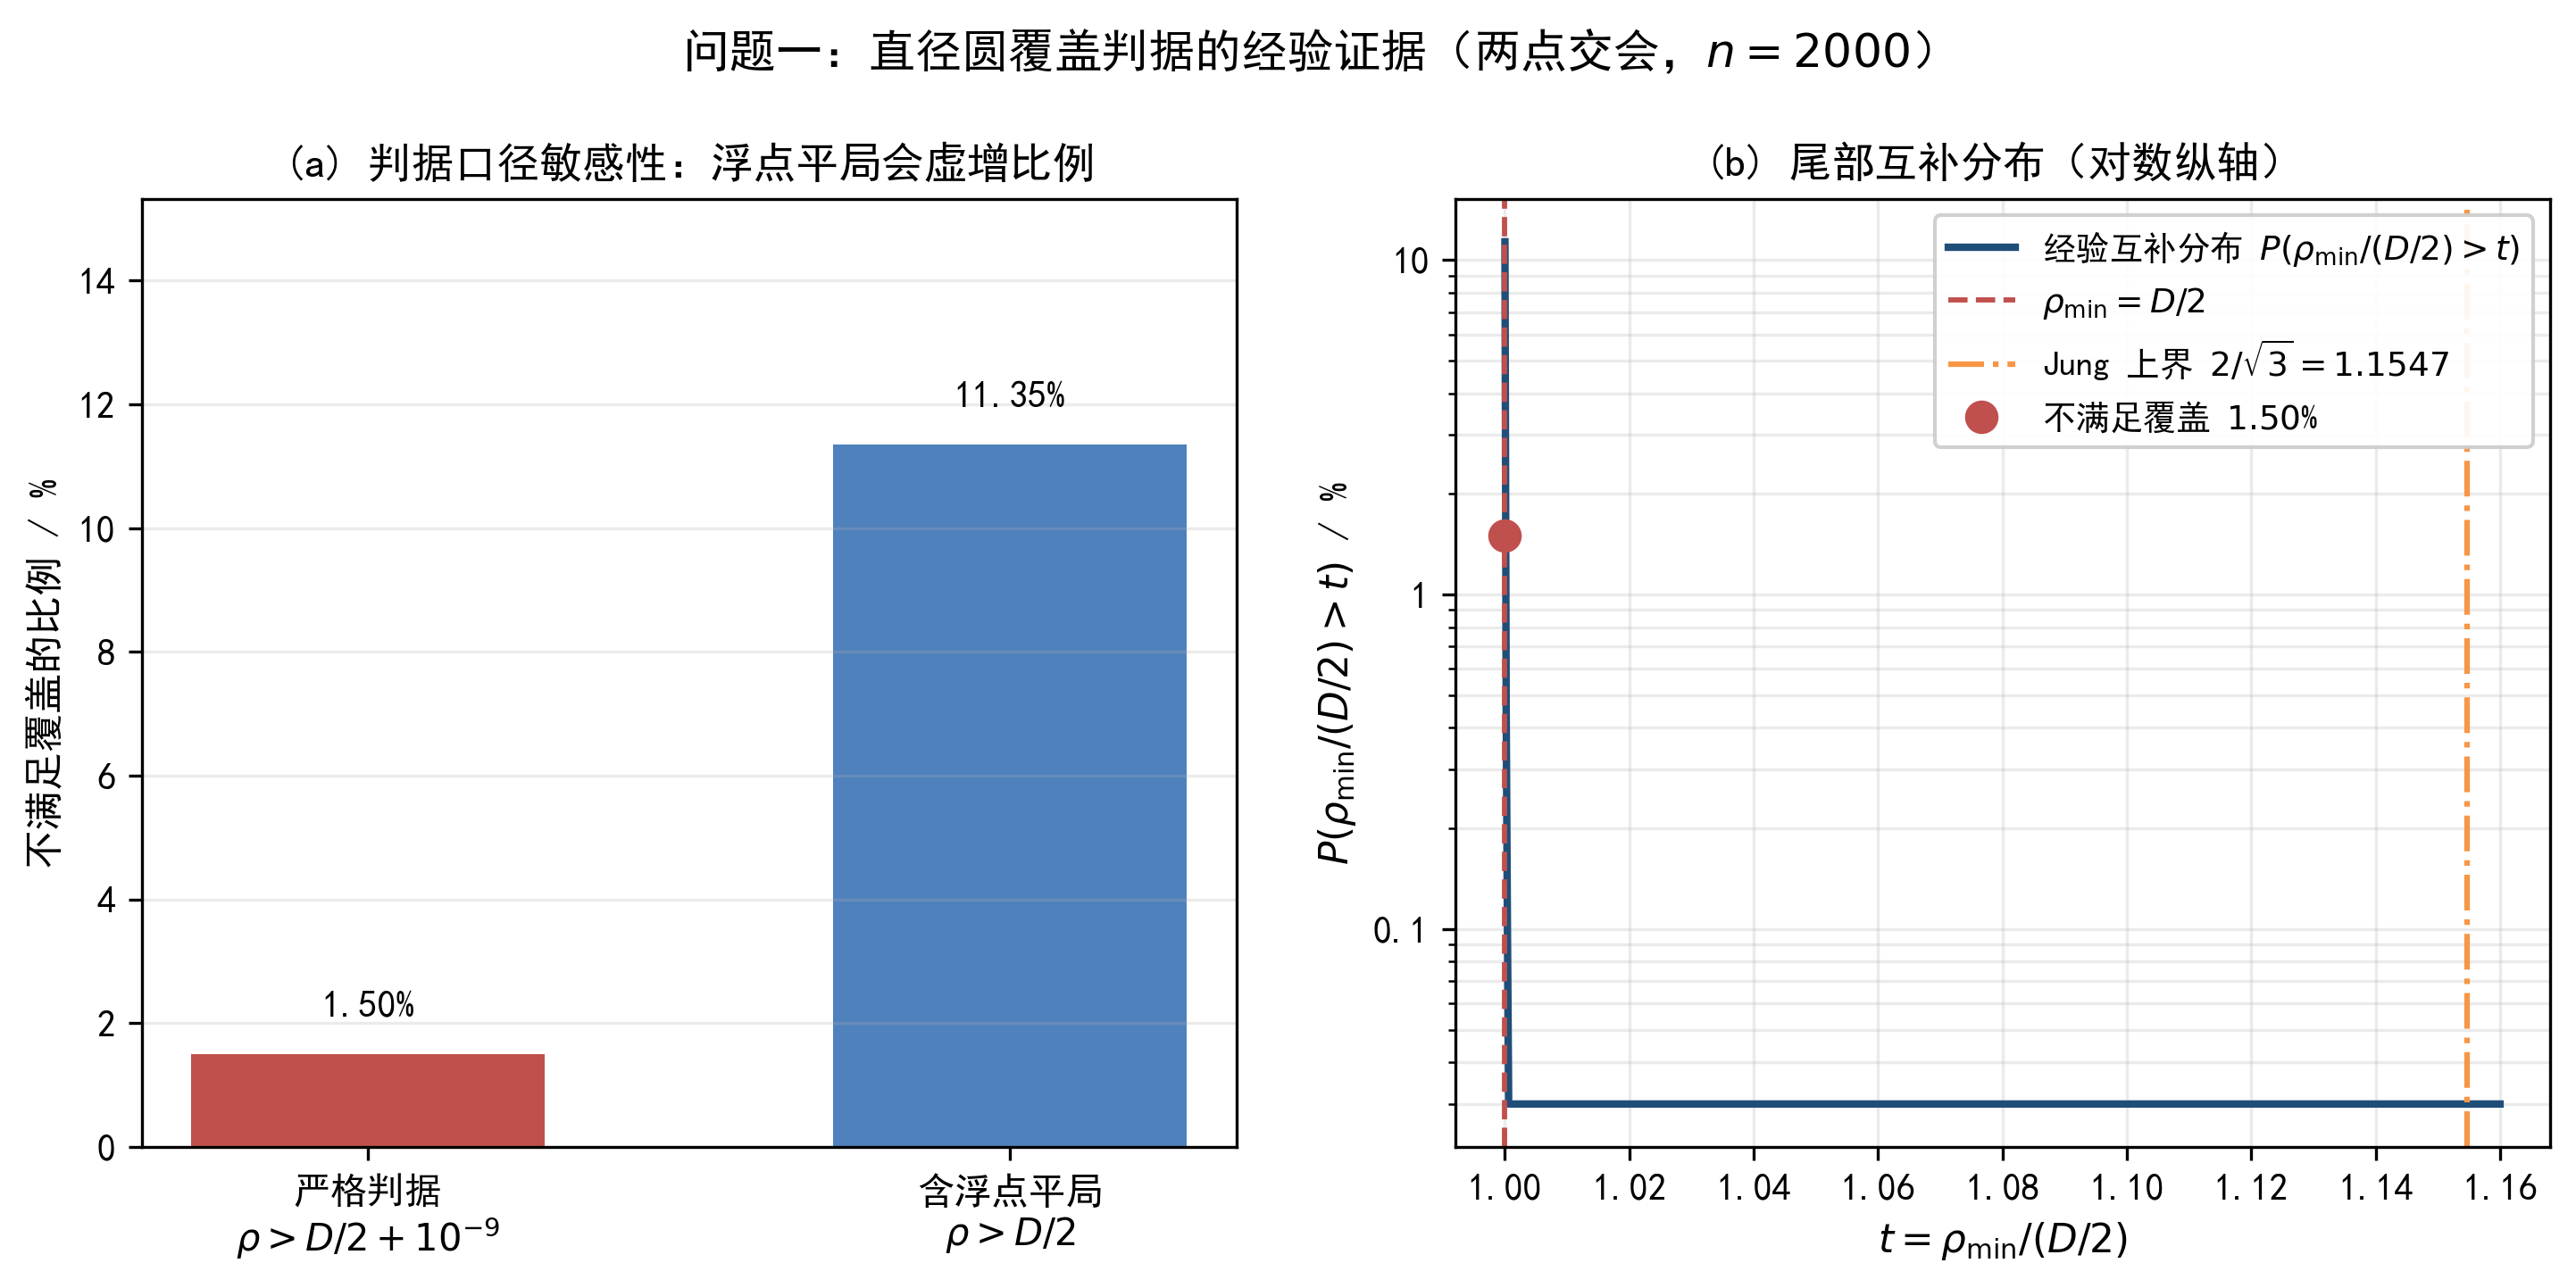 问题一：直径圆覆盖判据的经验证据（两点交会，n = 2000）
(a) 判据口径敏感性：浮点平局会虚增比例
不满足覆盖的比例 / %
14
12
10
8
6
4
2
0
11.35%
1.50%
严格判据
ρ > D/2 + 10⁻⁹
含浮点平局
ρ > D/2
(b) 尾部互补分布（对数纵轴）
P(ρ_min/(D/2) > t) / %
10
1
0.1
经验互补分布 P(ρ_min/(D/2) > t)
ρ_min = D/2
Jung 上界 2/√3 = 1.1547
不满足覆盖 1.50%
1.00 1.02 1.04 1.06 1.08 1.10 1.12 1.14 1.16
t = ρ_min/(D/2)